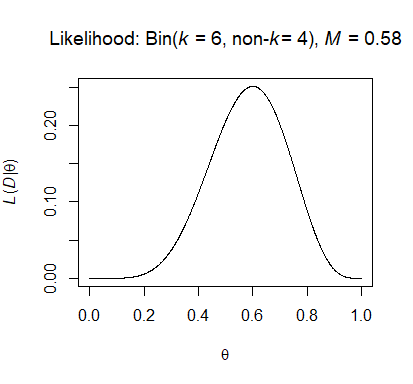 Likelihood: Bin(k = 6, non-k= 4), M = 0.58
L(D|θ)
0.20
0.10
0.00
0.0 0.2 0.4 0.6 0.8 1.0
θ